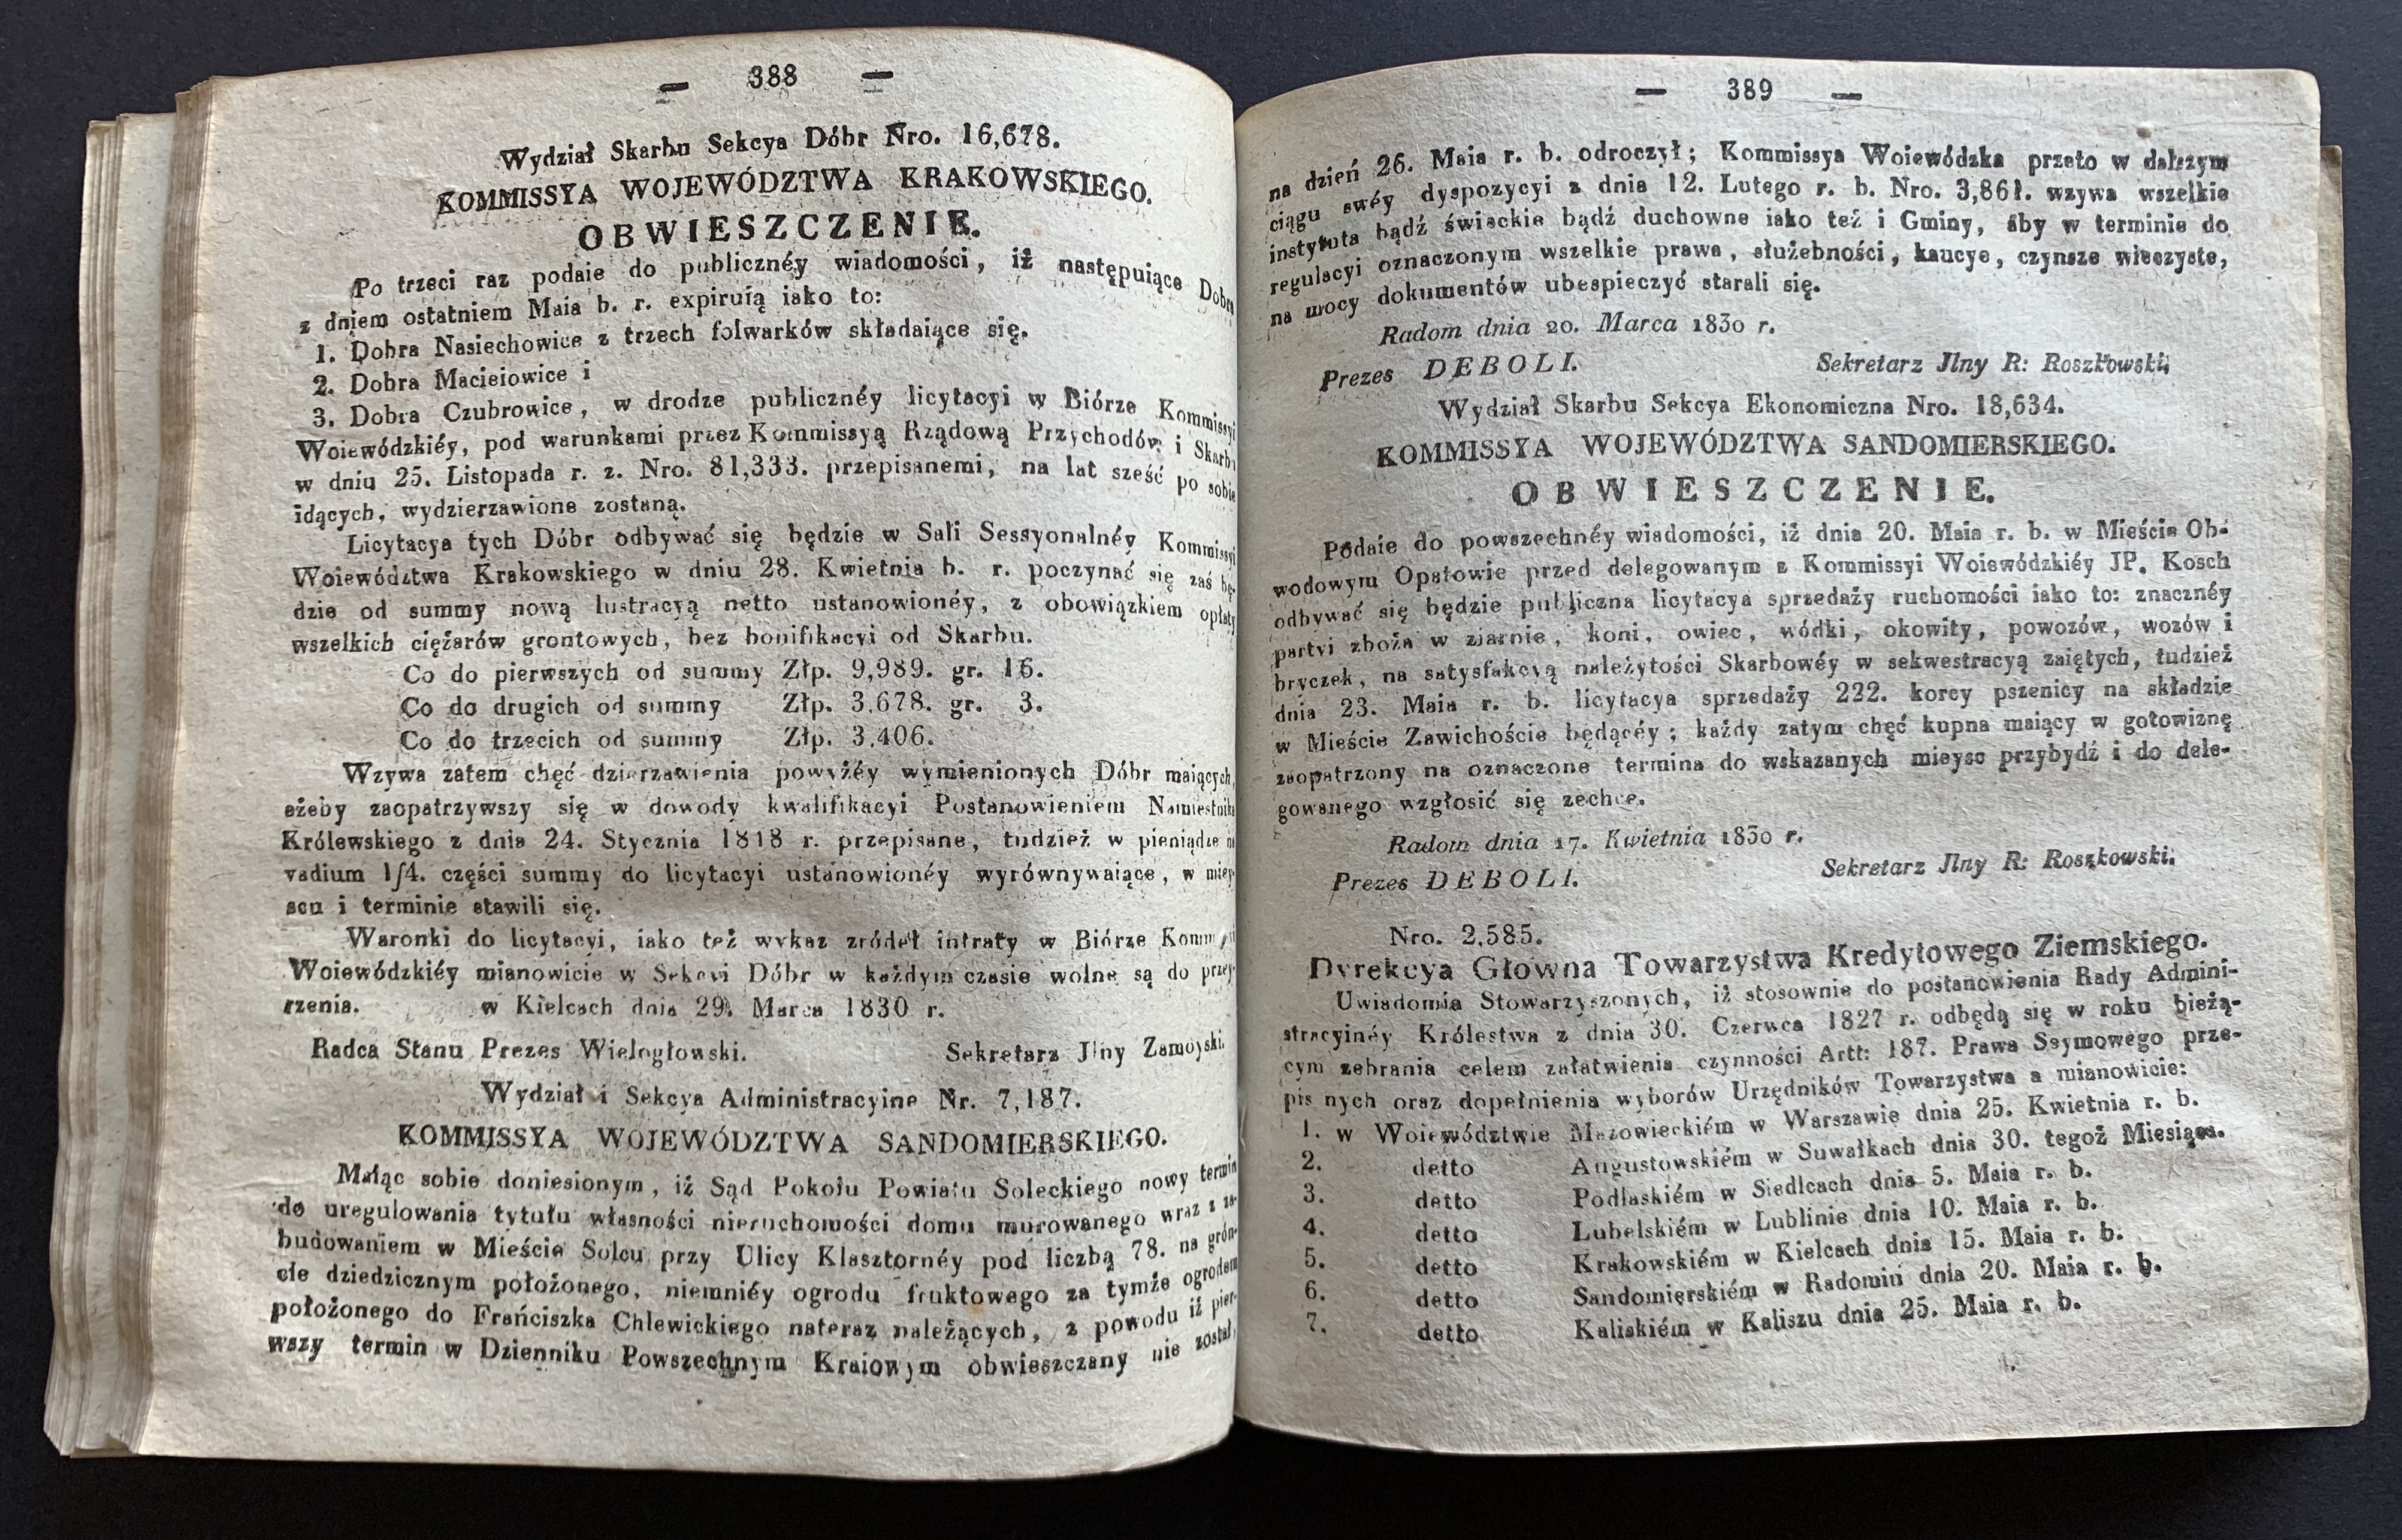 — 388 —
Wydział Skarbu Sekcya Dóbr Nro. 16,678.
KOMMISSYA WOJEWÓDZTWA KRAKOWSKIEGO.
OBWIESZCZENIE.
Po trzeci raz podaie do publicznéy wiadomości, iż następuiące Dobra
z dniem ostatniem Maia b. r. expiruią iako to:
1. Dobra Nasiechowice z trzech folwarków składaiące się.
2. Dobra Macieiowice i
3. Dobra Czubrowice, w drodze publicznéy licytacyi w Biórze Kommissyi
Woiewódzkiéy, pod warunkami przez Kommissyą Rządową Przychodów i Skarbu
w dniu 25. Listopada r. z. Nro. 81,333. przepisanemi, na lat sześć po sobie
idących, wydzierzawione zostaną.
Licytacya tych Dóbr odbywać się będzie w Sali Sessyonalnéy Kommissyi
Woiewództwa Krakowskiego w dniu 28. Kwietnia b. r. poczynać się zaś bę-
dzie od summy nową lustracyą netto ustanowionéy, z obowiązkiem opłaty
wszelkich ciężarów grontowych, bez bonifikacyi od Skarbu.
Co do pierwszych od summy Złp. 9,989. gr. 16.
Co do drugich od summy Złp. 3,678. gr. 3.
Co do trzecich od summy Złp. 3,406.
Wzywa zatem chęć dzierzawienia powyżéy wymienionych Dóbr maiących,
ażeby zaopatrzywszy się w dowody kwalifikacyi Postanowieniem Namiestnika
Królewskiego z dnia 24. Stycznia 1818 r. przepisane, tudzież w pieniądze na
vadium 1/4. części summy do licytacyi ustanowionéy wyrównywaiące, w miey-
scu i terminie stawili się.
Waronki do licytacyi, iako też wykaz zródeł intraty w Biórze Kommissyi
Woiewódzkiéy mianowicie w Sekcyi Dóbr w każdym czasie wolne są do przey-
rzenia. w Kielcach dnia 29. Marca 1830 r.
Radca Stanu Prezes Wielogłowski. Sekretarz Jlny Zamoyski.
Wydział i Sekcya Administracyine Nr. 7,187.
KOMMISSYA WOJEWÓDZTWA SANDOMIERSKIEGO.
Maiąc sobie doniesionym, iż Sąd Pokoiu Powiatu Soleckiego nowy termin
do uregulowania tytułu własności nieruchomości domu murowanego wraz z za-
budowaniem w Mieście Solcu przy Ulicy Klasztornéy pod liczbą 78. na grón-
cie dziedzicznym położonego, niemniéy ogrodu fruktowego za tymże ogrodem
położonego do Frańciszka Chlewickiego nateraz należących, z powodu iż pier-
wszy termin w Dzienniku Powszechnym Kraiowym obwieszczany nie został,
— 389 —
na dzień 26. Maia r. b. odroczył; Kommissya Woiewódzka przeto w dalszym
ciągu swéy dyspozycyi z dnia 12. Lutego r. b. Nro. 3,861. wzywa wszelkie
instytuta bądź świeckie bądź duchowne iako też i Gminy, aby w terminie do
regulacyi oznaczonym wszelkie prawa, służebności, kaucye, czynsze wieczyste,
na mocy dokumentów ubespieczyć starali się.
Radom dnia 20. Marca 1830 r.
Prezes DEBOLI. Sekretarz Jlny R: Roszkowski.
Wydział Skarbu Sekcya Ekonomiczna Nro. 18,634.
KOMMISSYA WOJEWÓDZTWA SANDOMIERSKIEGO.
OBWIESZCZENIE.
Podaie do powszechnéy wiadomości, iż dnia 20. Maia r. b. w Mieście Ob-
wodowym Opatowie przed delegowanym z Kommissyi Woiewódzkiéy JP. Kosch
odbywać się będzie publiczna licytacya sprzedaży ruchomości iako to: znacznéy
partyi zboża w ziarnie, koni, owiec, wódki, okowity, powozów, wozów i
bryczek, na satysfakcyą należytości Skarbowéy w sekwestracyą zaiętych, tudzież
dnia 23. Maia r. b. licytacya sprzedaży 222. korcy pszenicy na składzie
w Mieście Zawichoście będącéy; każdy zatym chęć kupna maiący w gotowiznę
zaopatrzony na oznaczone termina do wskazanych mieysc przybydź i do dele-
gowanego wzgłosić się zechce.
Radom dnia 17. Kwietnia 1830 r.
Prezes DEBOLI. Sekretarz Jlny R: Roszkowski.
Nro. 2,585.
Dyrekcya Głowna Towarzystwa Kredytowego Ziemskiego.
Uwiadomia Stowarzyszonych, iż stosownie do postanowienia Rady Admini-
stracyinéy Królestwa z dnia 30. Czerwca 1827 r. odbędą się w roku bieżą-
cym zebrania celem załatwienia czynności Artt: 187. Prawa Seymowego prze-
pis nych oraz dopełnienia wyborów Urzędników Towarzystwa a mianowicie:
1. w Woiewództwie Mazowieckiém w Warszawie dnia 25. Kwietnia r. b.
2. detto Augustowskiém w Suwałkach dnia 30. tegoż Miesiąca.
3. detto Podlaskiém w Siedlcach dnia 5. Maia r. b.
4. detto Lubelskiém w Lublinie dnia 10. Maia r. b.
5. detto Krakowskiém w Kielcach dnia 15. Maia r. b.
6. detto Sandomierskiém w Radomiu dnia 20. Maia r. b.
7. detto Kaliskiém w Kaliszu dnia 25. Maia r. b.